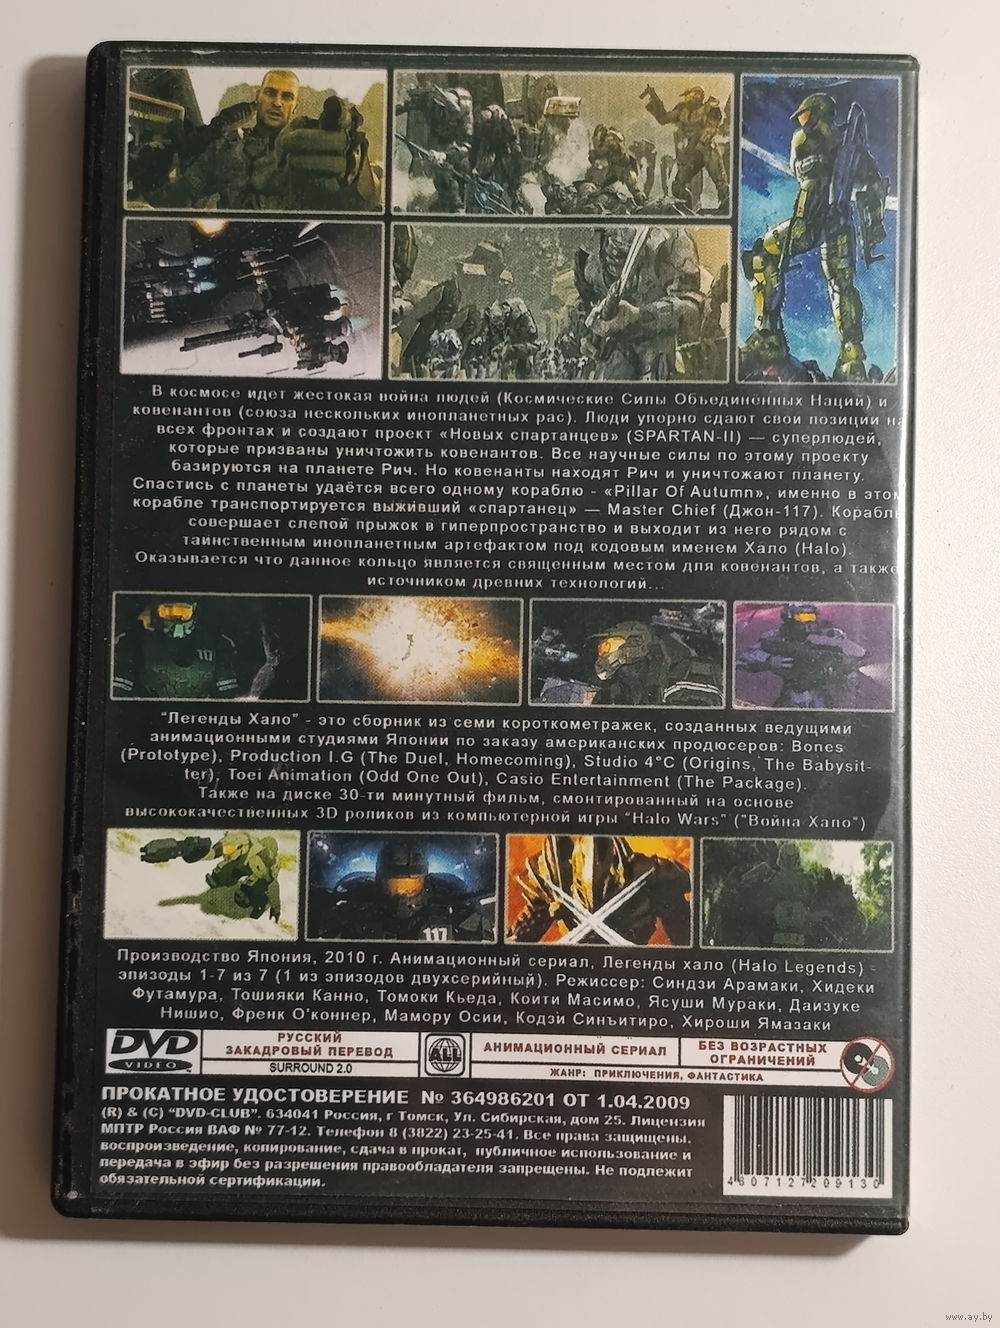 В космосе идет жестокая война людей (Космические Силы Объединённых Наций) и
ковенантов (союза нескольких инопланетных рас). Люди упорно сдают свои позиции на
всех фронтах и создают проект «Новых спартанцев» (SPARTAN-II) — суперлюдей,
которые призваны уничтожить ковенантов. Все научные силы по этому проекту
базируются на планете Рич. Но ковенанты находят Рич и уничтожают планету.
Спастись с планеты удаётся всего одному кораблю - «Pillar Of Autumn», именно в этом
корабле транспортируется выживший «спартанец» — Master Chief (Джон-117). Корабль
совершает слепой прыжок в гиперпространство и выходит из него рядом с
таинственным инопланетным артефактом под кодовым именем Хало (Halo).
Оказывается что данное кольцо является священным местом для ковенантов, а также
источником древних технологий...
117
“Легенды Хало” - это сборник из семи короткометражек, созданных ведущими
анимационными студиями Японии по заказу американских продюсеров: Bones
(Prototype), Production I.G (The Duel, Homecoming), Studio 4°C (Origins, The Babysit-
ter), Toei Animation (Odd One Out), Casio Entertainment (The Package).
Также на диске 30-ти минутный фильм, смонтированный на основе
высококачественных 3D роликов из компьютерной игры “Halo Wars” ("Война Хало”)
117
Производство Япония, 2010 г. Анимационный сериал, Легенды хало (Halo Legends) -
эпизоды 1-7 из 7 (1 из эпизодов двухсерийный). Режиссер: Синдзи Арамаки, Хидеки
Футамура, Тошияки Канно, Томоки Кьеда, Коити Масимо, Ясуши Мураки, Даизуке
Нишио, Френк О'коннер, Мамору Осии, Кодзи Синъитиро, Хироши Ямазаки
DVD VIDEO
РУССКИЙ
ЗАКАДРОВЫЙ ПЕРЕВОД
SURROUND 2.0
ALL
АНИМАЦИОННЫЙ СЕРИАЛ
БЕЗ ВОЗРАСТНЫХ
ОГРАНИЧЕНИЙ
ЖАНР: ПРИКЛЮЧЕНИЯ, ФАНТАСТИКА
ПРОКАТНОЕ УДОСТОВЕРЕНИЕ № 364986201 ОТ 1.04.2009
(R) & (C) “DVD-CLUB”. 634041 Россия, г Томск, Ул. Сибирская, дом 25. Лицензия
МПТР Россия ВАФ № 77-12. Телефон 8 (3822) 23-25-41. Все права защищены.
воспроизведение, копирование, сдача в прокат, публичное использование и
передача в эфир без разрешения правообладателя запрещены. Не подлежит
обязательной сертификации.
4607127209130
www.ay.by